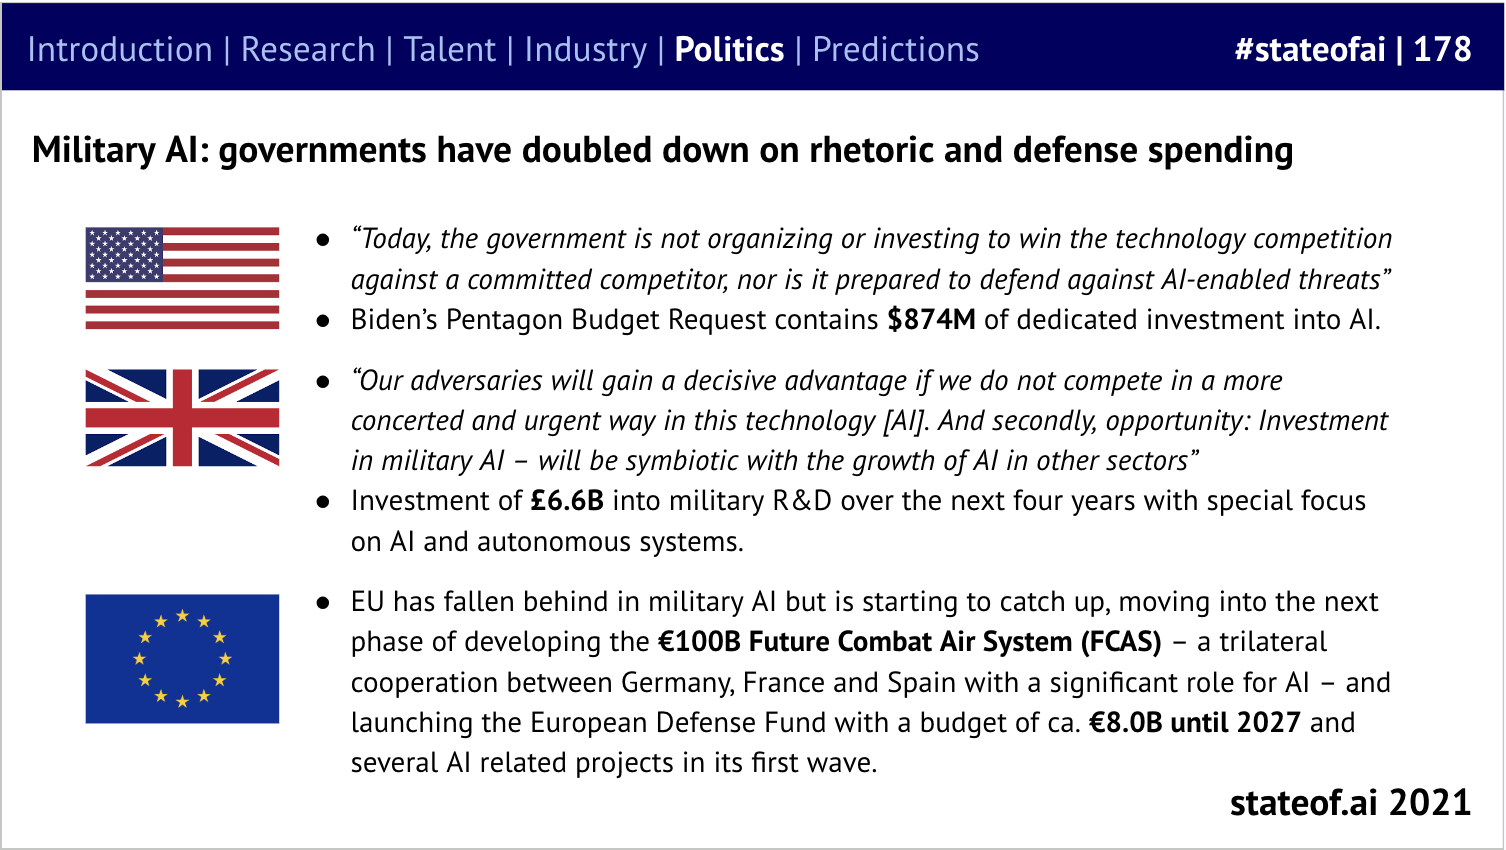 Introduction | Research | Talent | Industry | Politics | Predictions
#stateofai | 178
Military AI: governments have doubled down on rhetoric and defense spending
● “Today, the government is not organizing or investing to win the technology competition
against a committed competitor, nor is it prepared to defend against AI-enabled threats”
● Biden’s Pentagon Budget Request contains $874M of dedicated investment into AI.
● “Our adversaries will gain a decisive advantage if we do not compete in a more
concerted and urgent way in this technology [AI]. And secondly, opportunity: Investment
in military AI – will be symbiotic with the growth of AI in other sectors”
● Investment of £6.6B into military R&D over the next four years with special focus
on AI and autonomous systems.
● EU has fallen behind in military AI but is starting to catch up, moving into the next
phase of developing the €100B Future Combat Air System (FCAS) – a trilateral
cooperation between Germany, France and Spain with a significant role for AI – and
launching the European Defense Fund with a budget of ca. €8.0B until 2027 and
several AI related projects in its first wave.
stateof.ai 2021